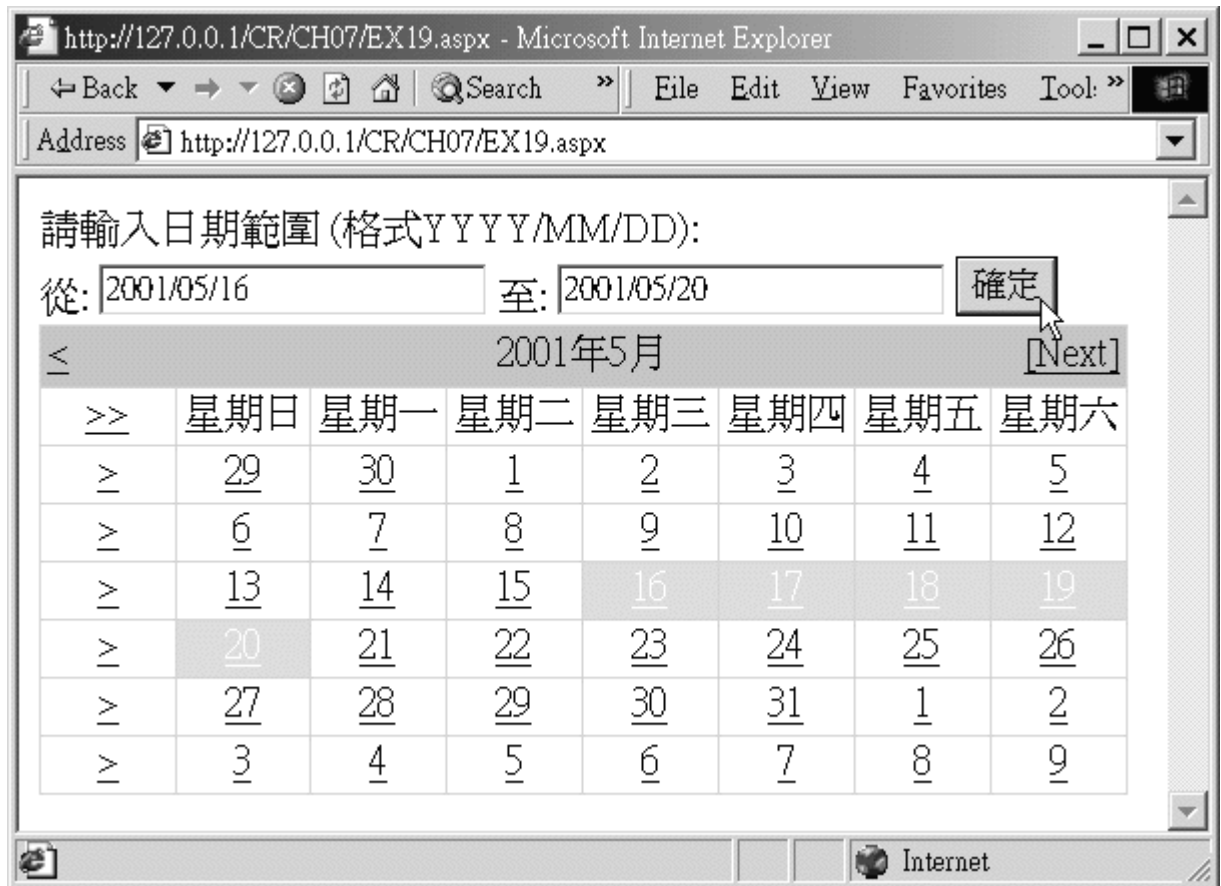 http://127.0.0.1/CR/CH07/EX19.aspx - Microsoft Internet Explorer
Back Search » File Edit View Favorites Tool: »
Address http://127.0.0.1/CR/CH07/EX19.aspx
請輸入日期範圍 (格式YYYY/MM/DD):
從: 2001/05/16 至: 2001/05/20 確定
< 2001年5月 [Next]
>> 星期日 星期一 星期二 星期三 星期四 星期五 星期六
> 29 30 1 2 3 4 5
> 6 7 8 9 10 11 12
> 13 14 15 16 17 18 19
> 20 21 22 23 24 25 26
> 27 28 29 30 31 1 2
> 3 4 5 6 7 8 9
Internet